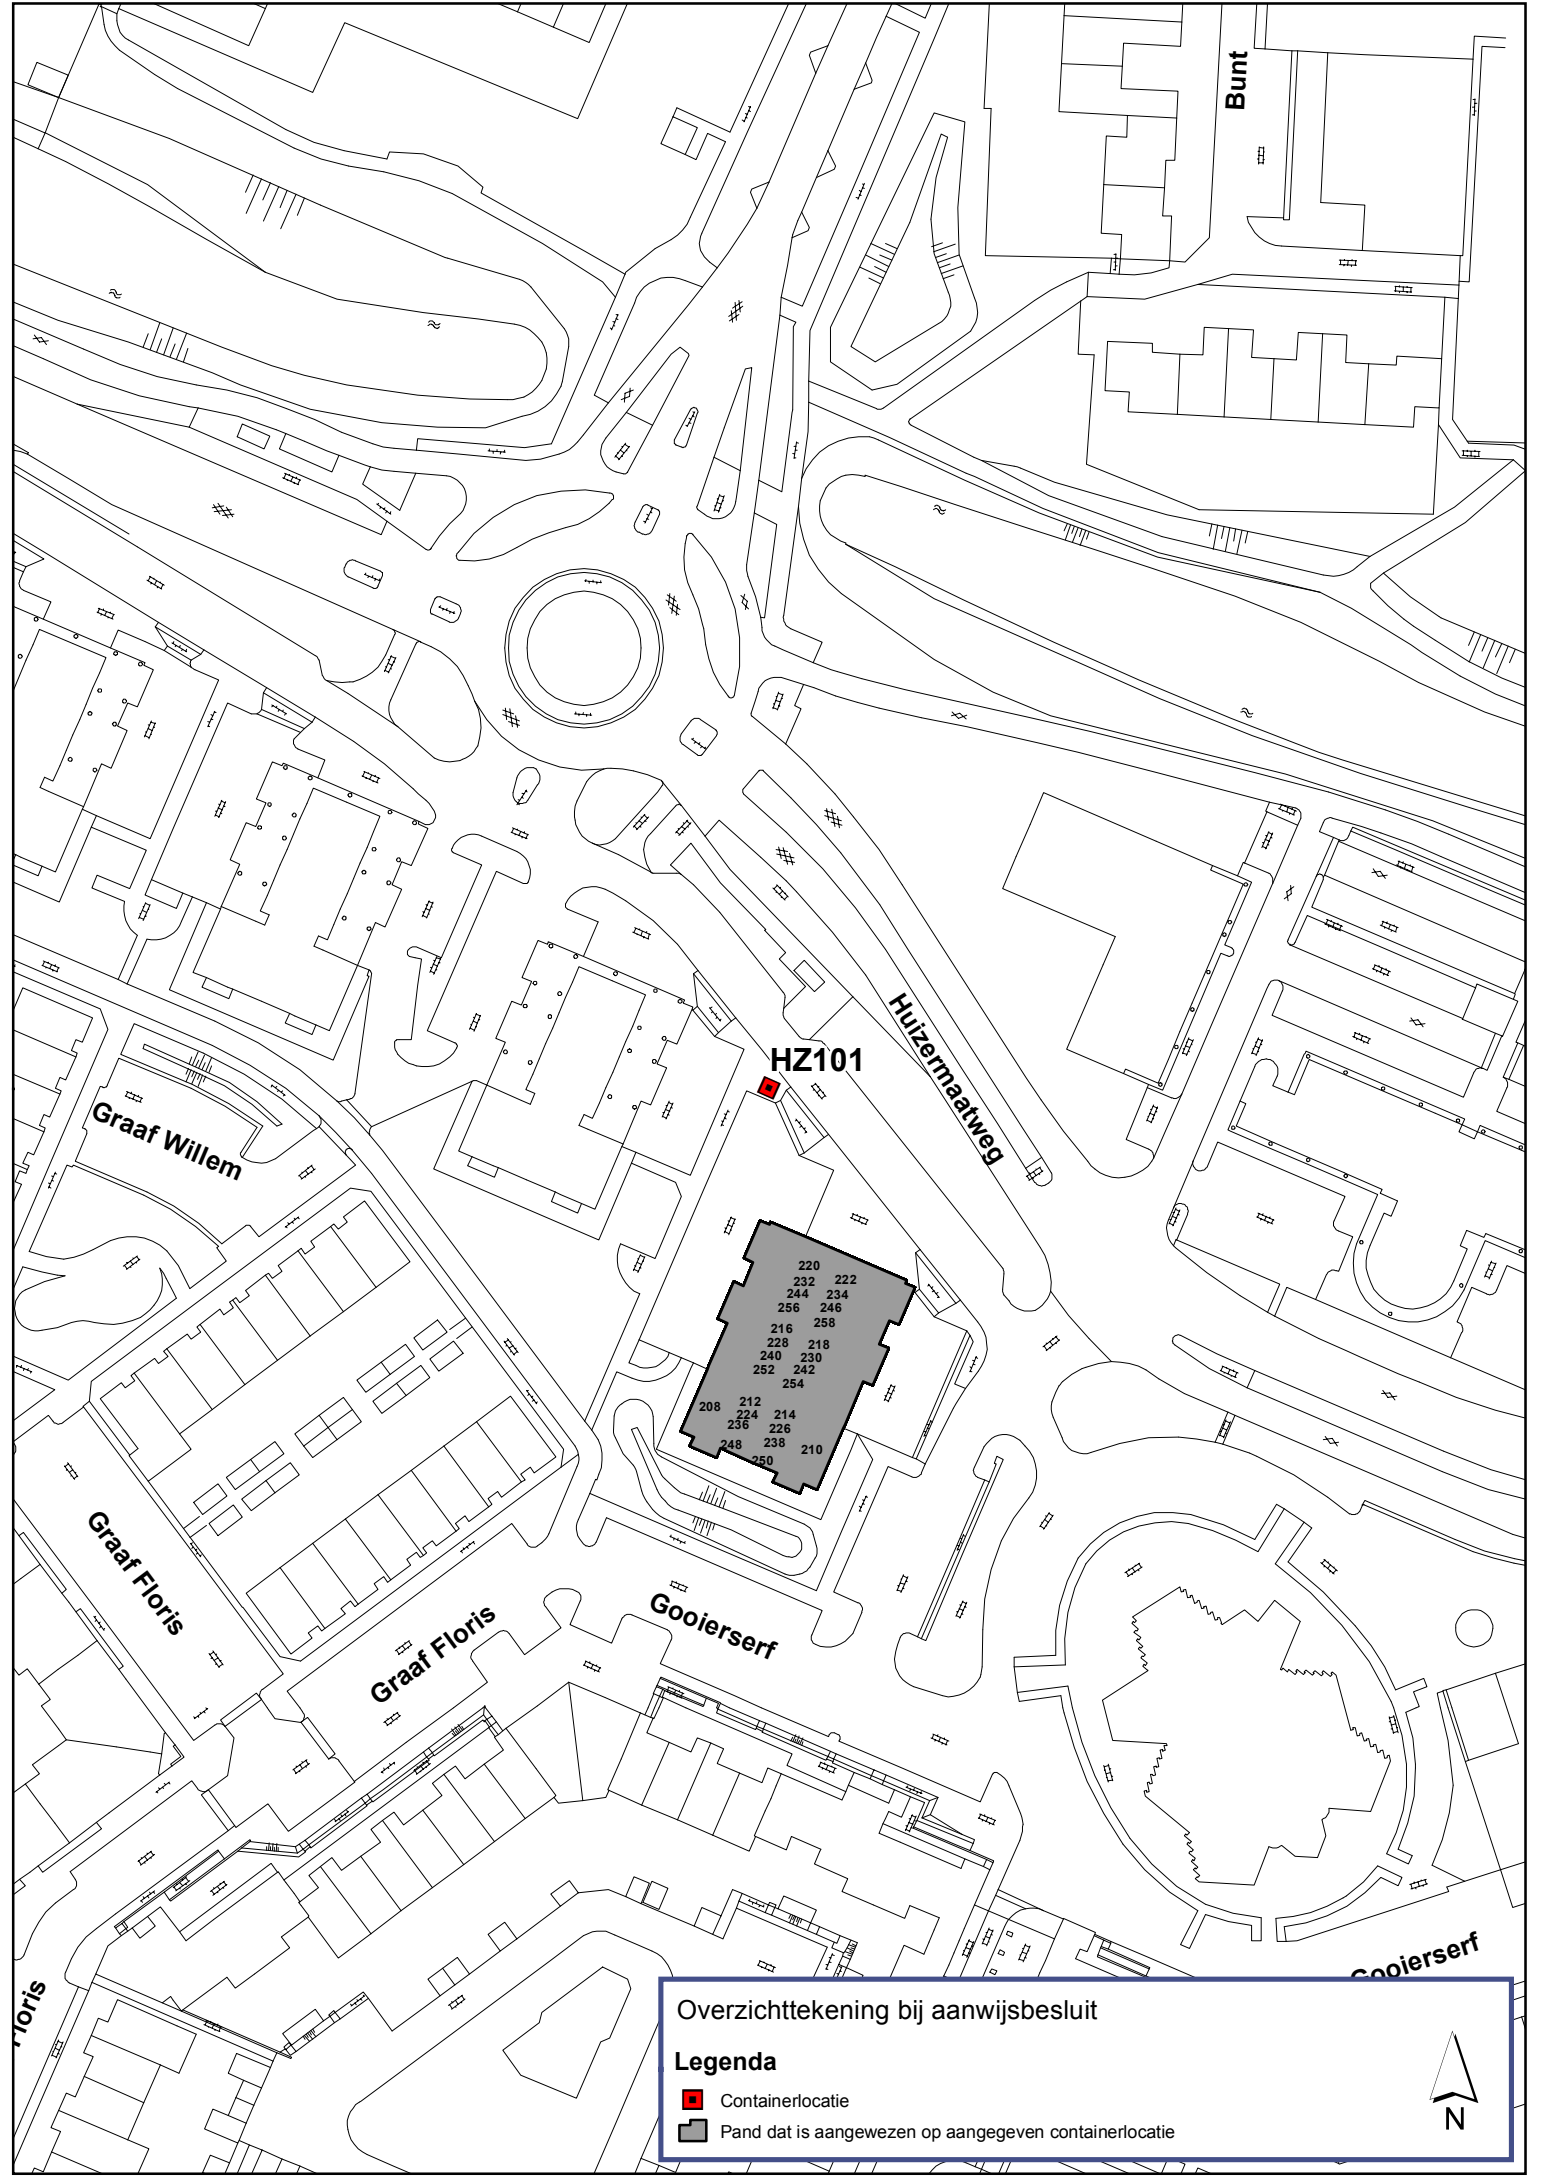 Bunt
HZ101
Huizermaatweg
Graaf Willem
220
232
222
244
234
256
246
258
216
228
218
240
230
252
242
254
208
212
224
214
236
226
248
238
210
250
Graaf Floris
Graaf Floris
Gooierserf
Gooierserf
Floris
Overzichttekening bij aanwijsbesluit
Legenda
Containerlocatie
Pand dat is aangewezen op aangegeven containerlocatie
N